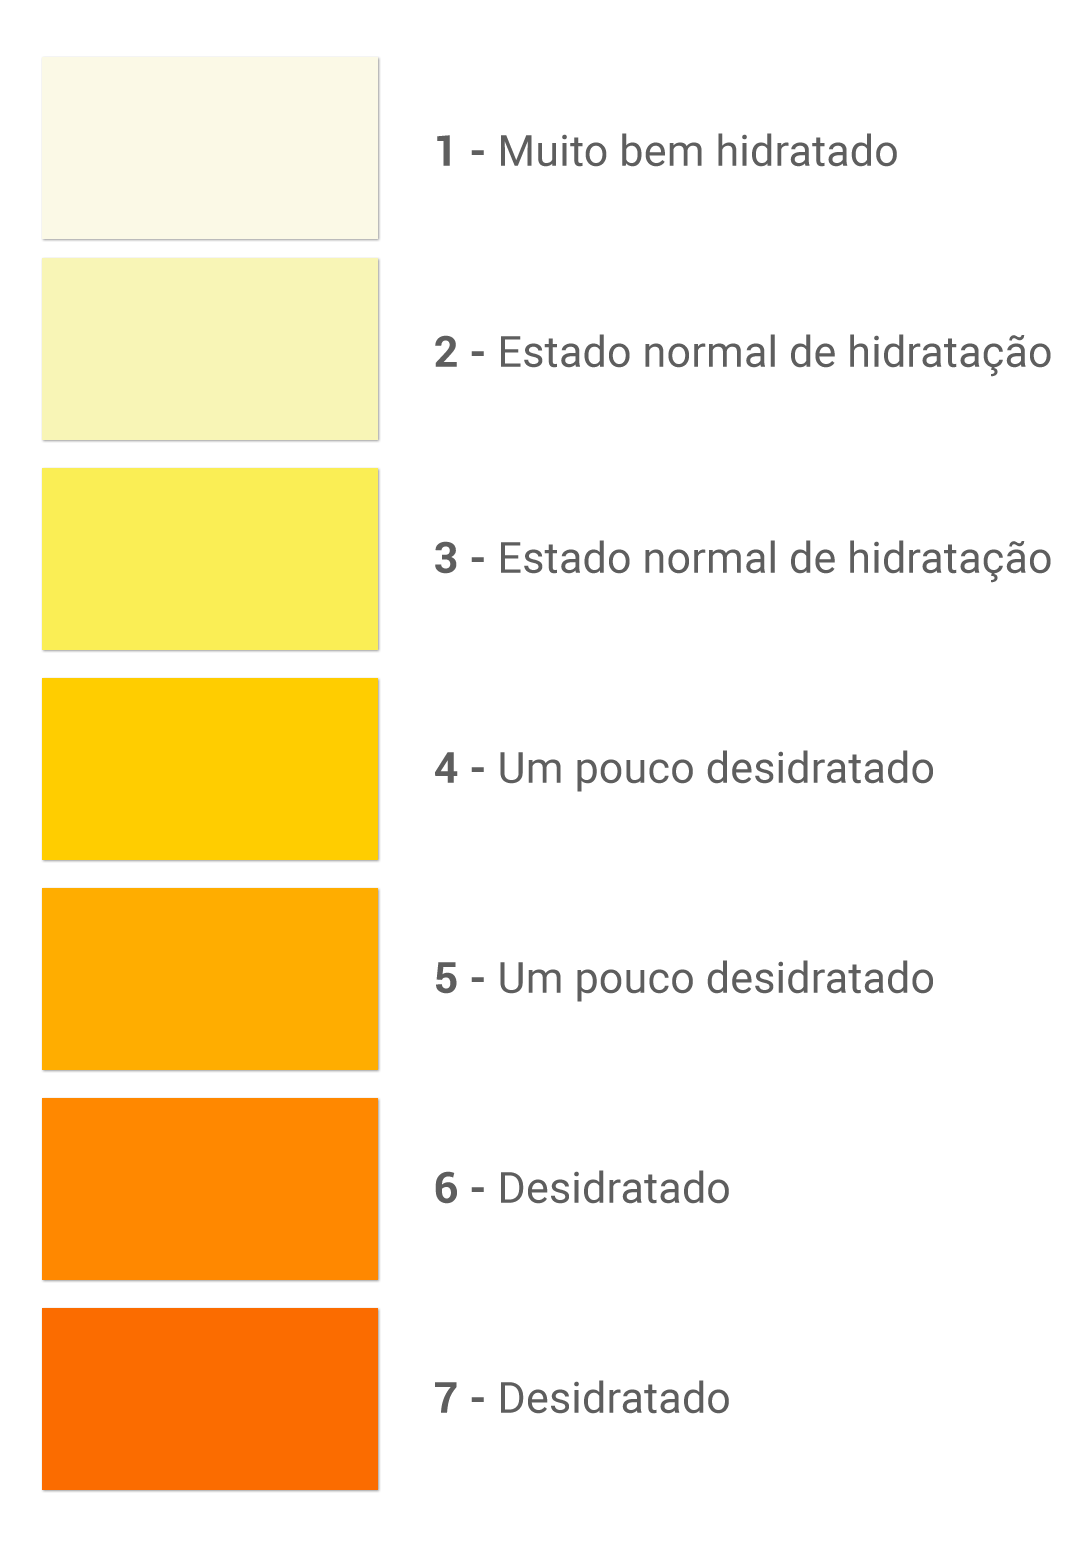 1 - Muito bem hidratado
2 - Estado normal de hidratação
3 - Estado normal de hidratação
4 - Um pouco desidratado
5 - Um pouco desidratado
6 - Desidratado
7 - Desidratado